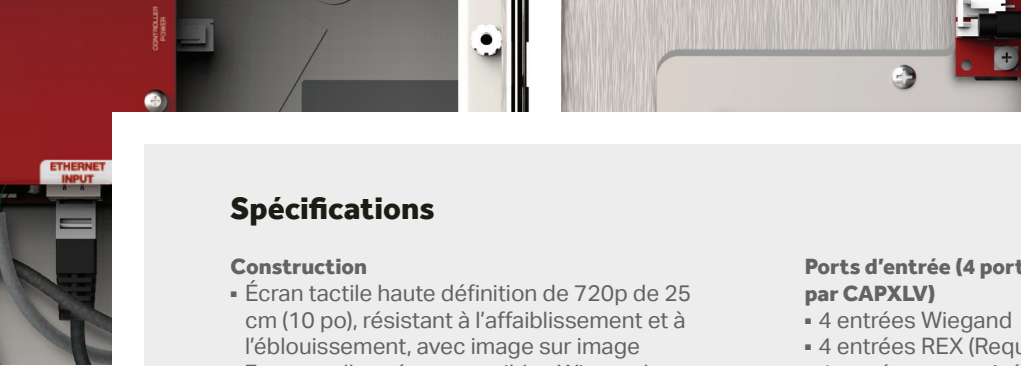 CONTROLLER
POWER
ETHERNET
INPUT
Spécifications
Construction
▪ Écran tactile haute définition de 720p de 25
cm (10 po), résistant à l’affaiblissement et à
l’éblouissement, avec image sur image
Ports d’entrée (4 port
par CAPXLV)
▪ 4 entrées Wiegand
▪ 4 entrées REX (Requ